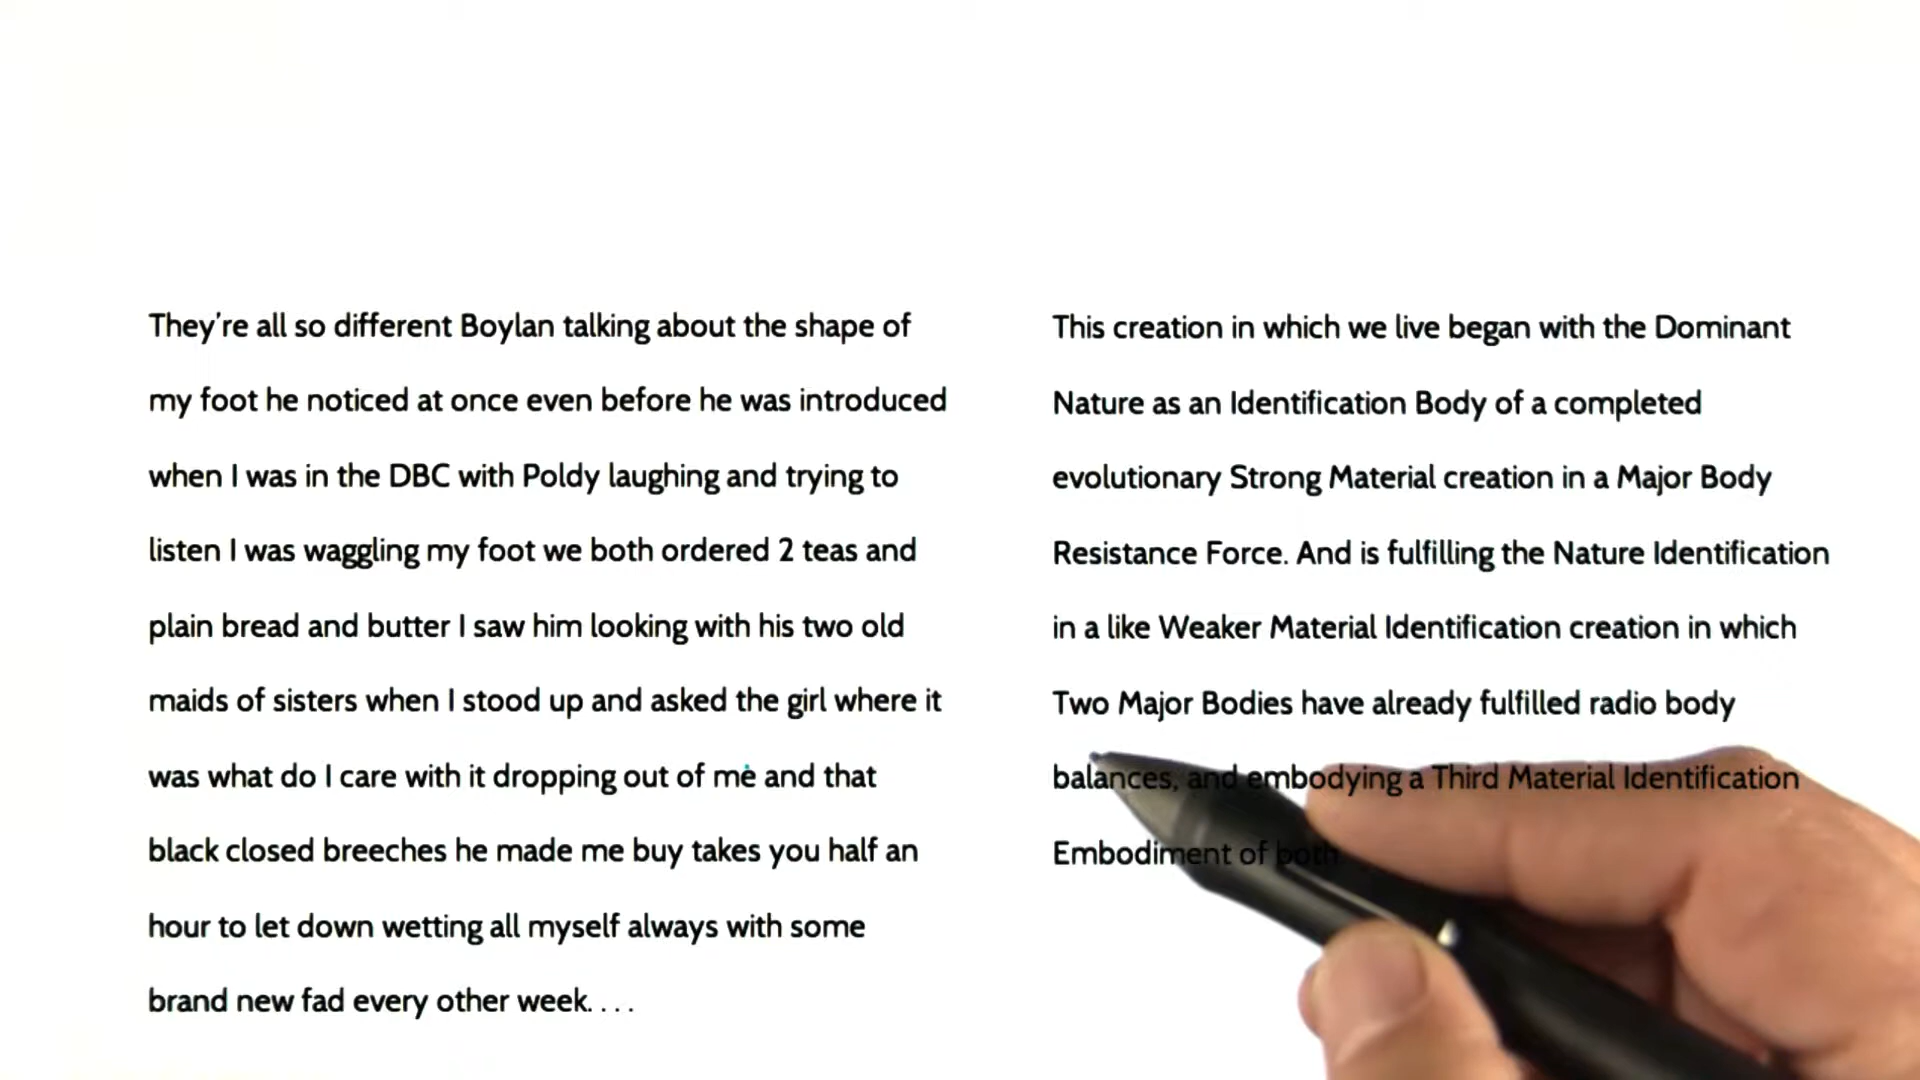 They're all so different Boylan talking about the shape of
my foot he noticed at once even before he was introduced
when I was in the DBC with Poldy laughing and trying to
listen I was waggling my foot we both ordered 2 teas and
plain bread and butter I saw him looking with his two old
maids of sisters when I stood up and asked the girl where it
was what do I care with it dropping out of me and that
black closed breeches he made me buy takes you half an
hour to let down wetting all myself always with some
brand new fad every other week. . . .
This creation in which we live began with the Dominant
Nature as an Identification Body of a completed
evolutionary Strong Material creation in a Major Body
Resistance Force. And is fulfilling the Nature Identification
in a like Weaker Material Identification creation in which
Two Major Bodies have already fulfilled radio body
balances, and embodying a Third Material Identification
Embodiment of both